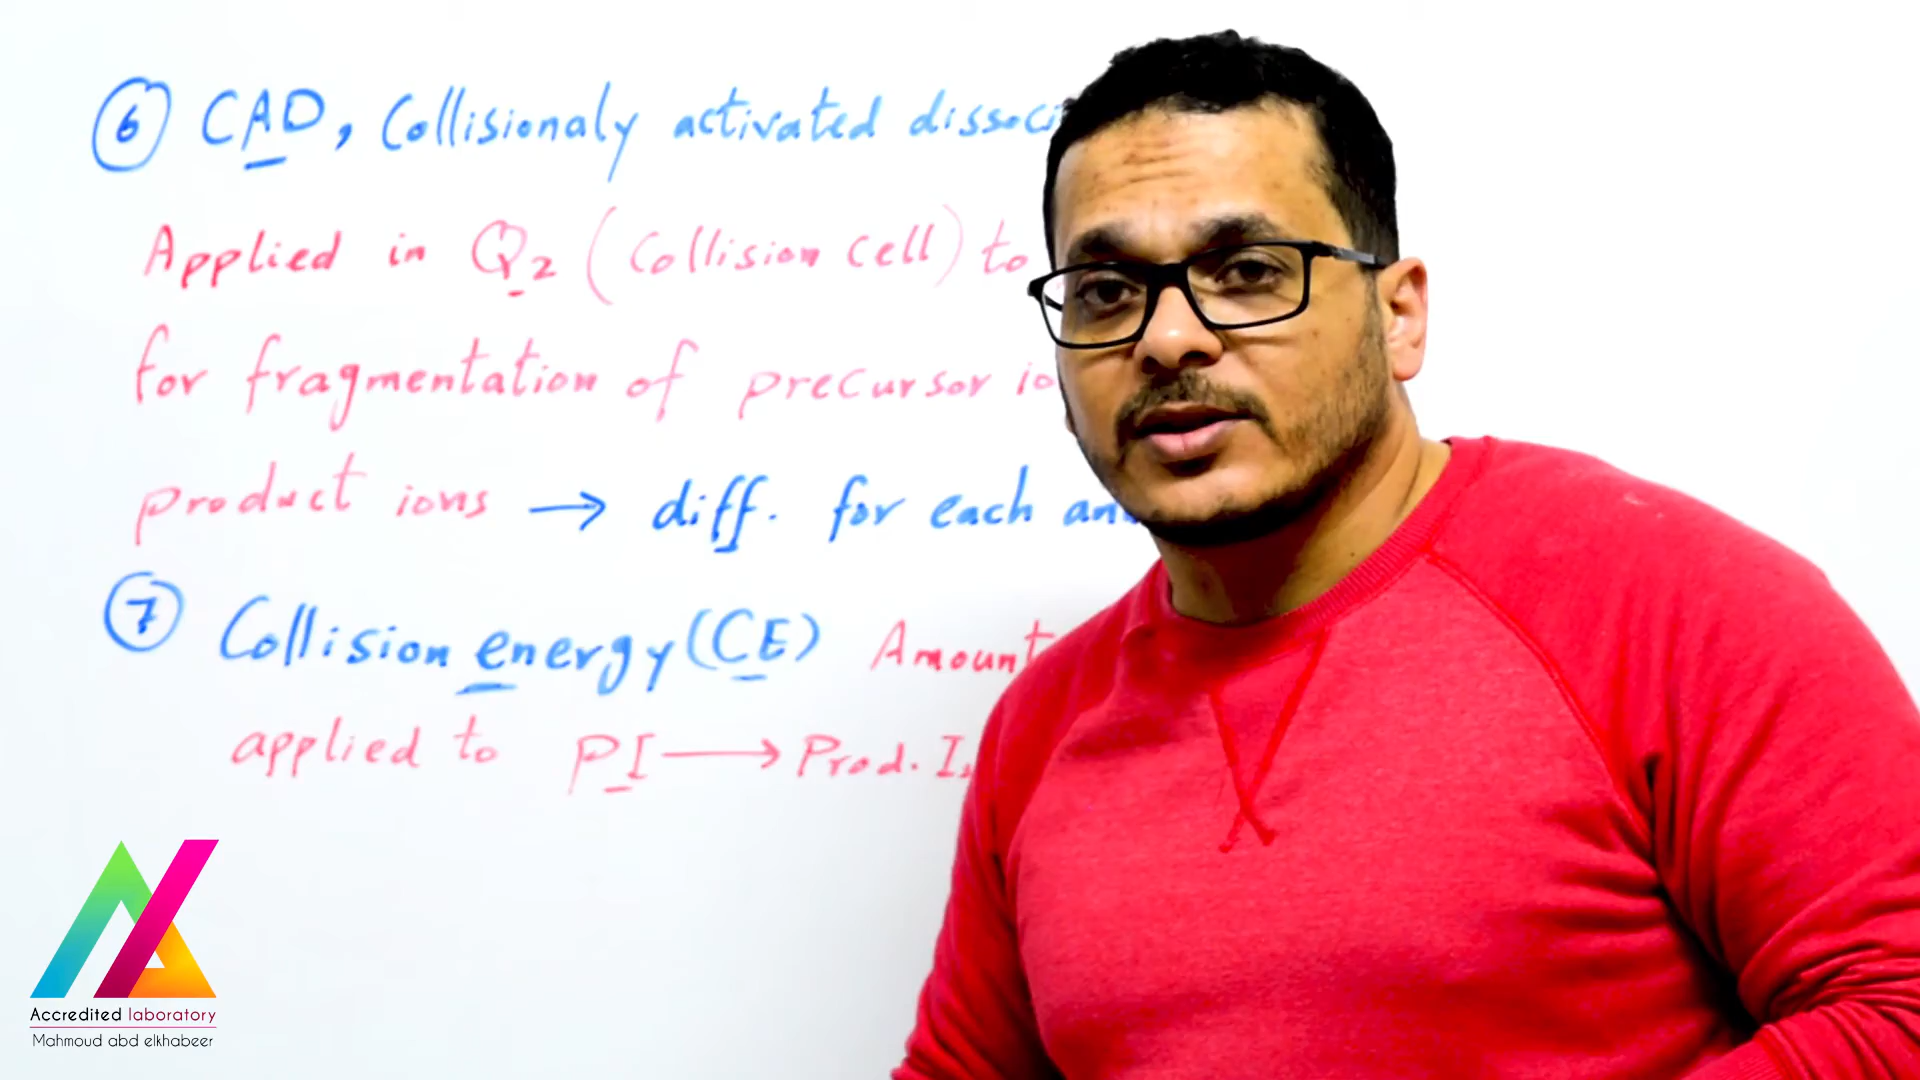 6 CAD, Collisionaly activated dissoci
Applied in Q2 (Collision Cell) to
for fragmentation of precursor io
product ions → diff. for each an
7 Collision energy (CE) Amount
applied to PI → Prod. I
Accredited laboratory
Mahmoud abd elkhabeer